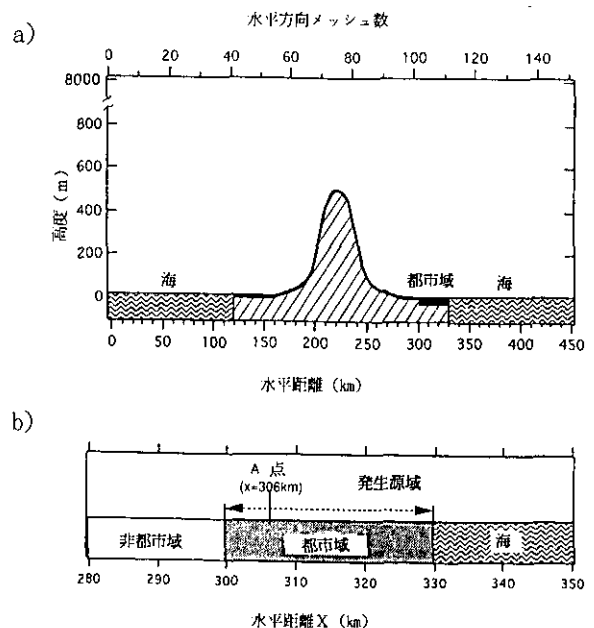 a)
水平方向メッシュ数
0 20 40 60 80 100 120 140
8000
800
600
400
200
0
高度(m)
海 都市域 海
0 50 100 150 200 250 300 350 400 450
水平距離(km)
b)
A 点
(x=306km)
発生源域
非都市域 都市域 海
280 290 300 310 320 330 340 350
水平距離X (km)